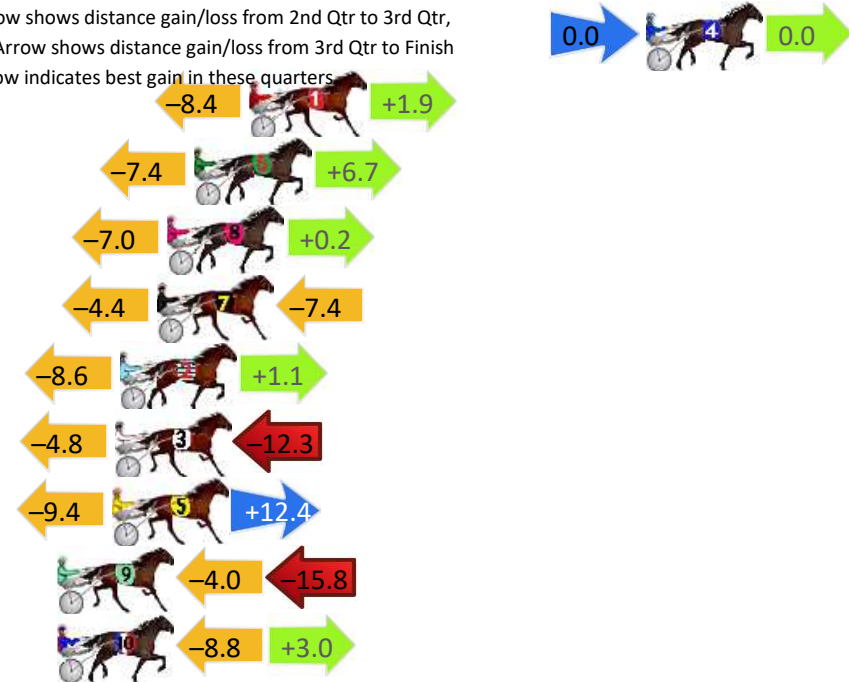 ow shows distance gain/loss from 2nd Qtr to 3rd Qtr,
Arrow shows distance gain/loss from 3rd Qtr to Finish
ow indicates best gain in these quarters
0.0 4 0.0
–8.4 1 +1.9
–7.4 6 +6.7
–7.0 8 +0.2
–4.4 7 –7.4
–8.6 2 +1.1
–4.8 3 –12.3
–9.4 5 +12.4
9 –4.0 –15.8
10 –8.8 +3.0